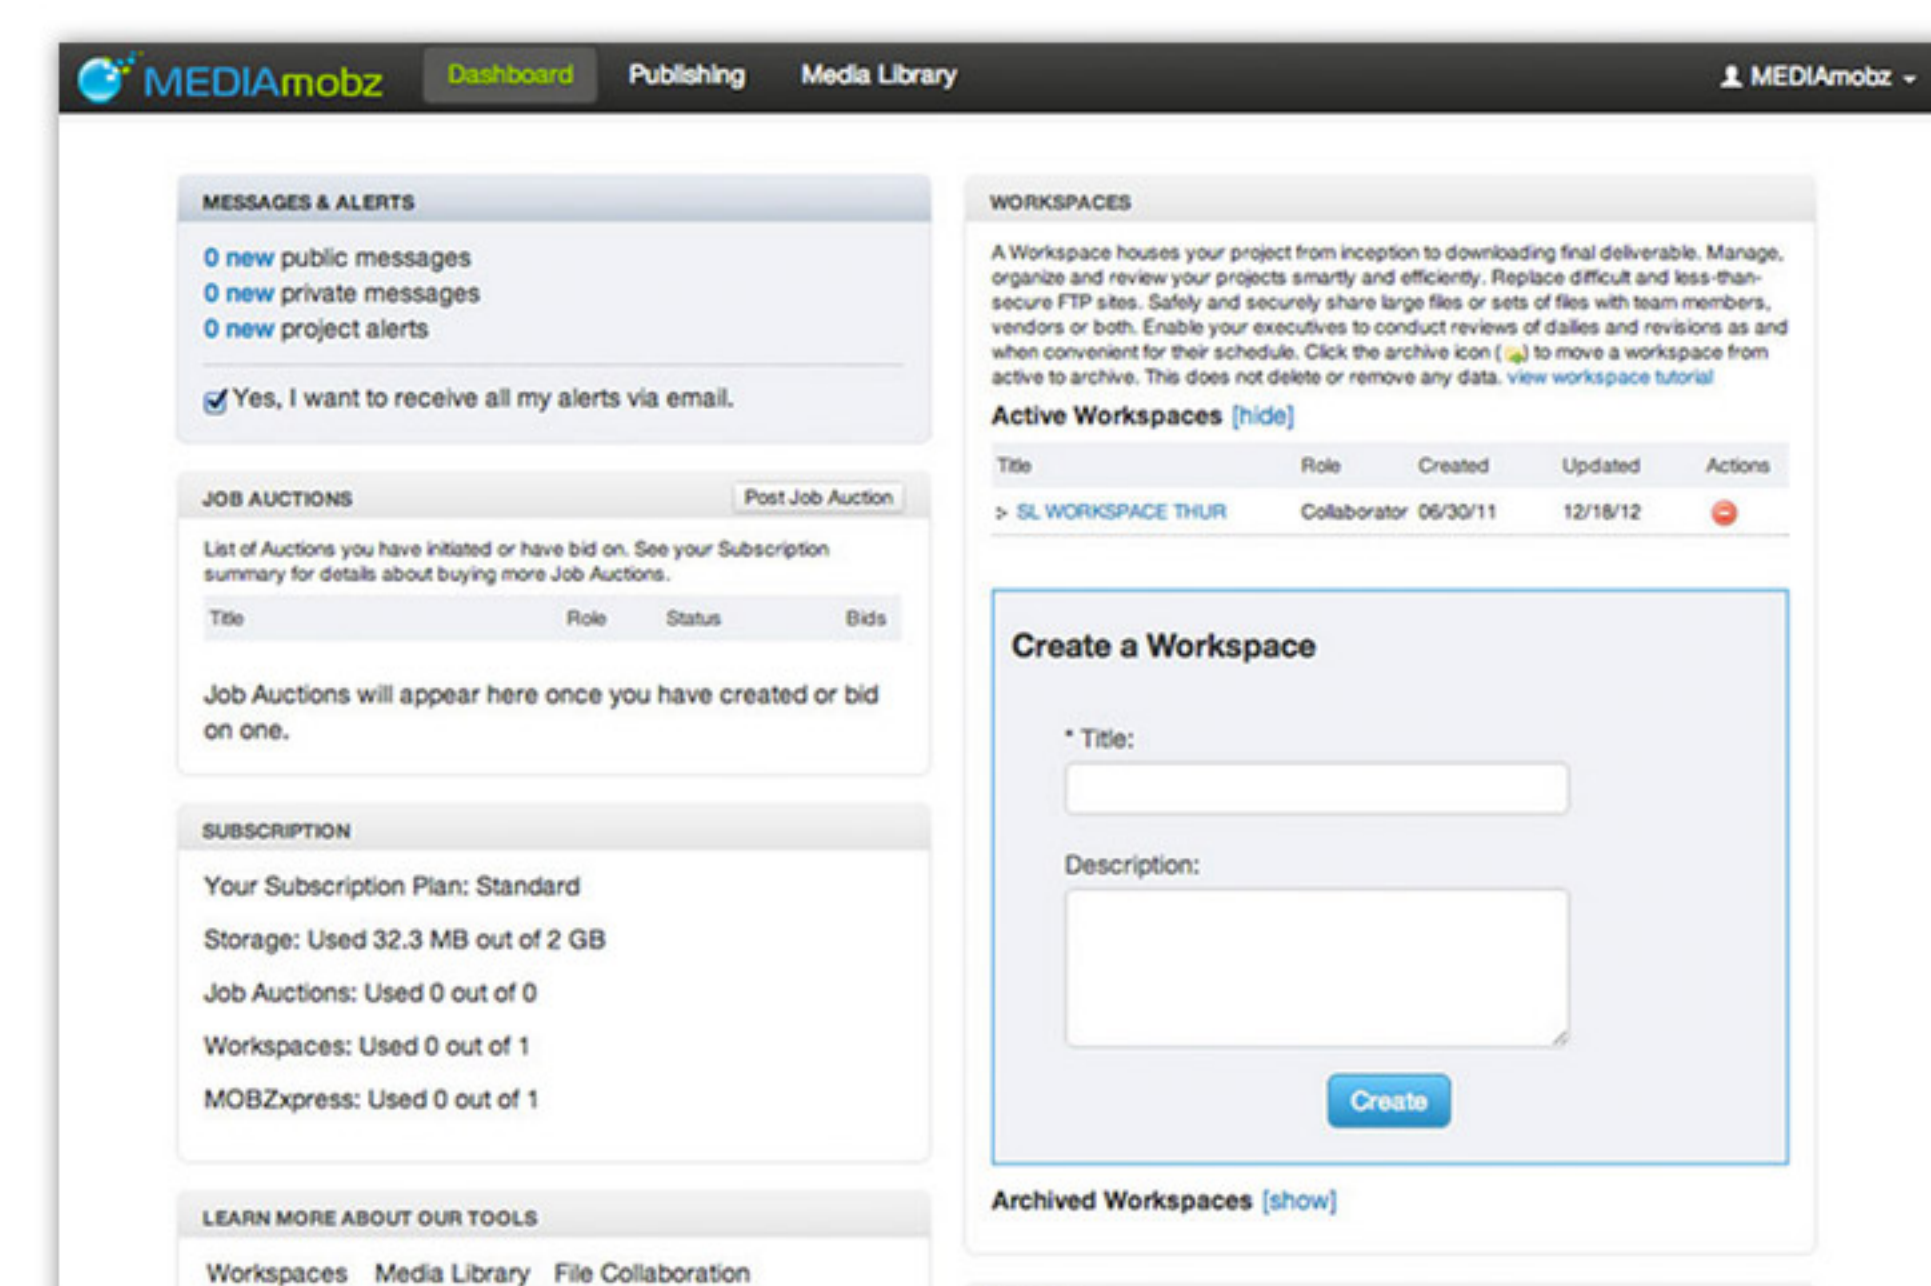 MEDIAmobz
Dashboard
Publishing
Media Library
MEDIAmobz
MESSAGES & ALERTS
0 new public messages
0 new private messages
0 new project alerts
Yes, I want to receive all my alerts via email.
JOB AUCTIONS
Post Job Auction
List of Auctions you have initiated or have bid on. See your Subscription
summary for details about buying more Job Auctions.
Title Role Status Bids
Job Auctions will appear here once you have created or bid
on one.
SUBSCRIPTION
Your Subscription Plan: Standard
Storage: Used 32.3 MB out of 2 GB
Job Auctions: Used 0 out of 0
Workspaces: Used 0 out of 1
MOBZxpress: Used 0 out of 1
LEARN MORE ABOUT OUR TOOLS
Workspaces Media Library File Collaboration
WORKSPACES
A Workspace houses your project from inception to downloading final deliverable. Manage,
organize and review your projects smartly and efficiently. Replace difficult and less-than-
secure FTP sites. Safely and securely share large files or sets of files with team members,
vendors or both. Enable your executives to conduct reviews of dailies and revisions as and
when convenient for their schedule. Click the archive icon ( ) to move a workspace from
active to archive. This does not delete or remove any data. view workspace tutorial
Active Workspaces [hide]
Title Role Created Updated Actions
> SL WORKSPACE THUR Collaborator 06/30/11 12/18/12
Create a Workspace
* Title:
Description:
Create
Archived Workspaces [show]